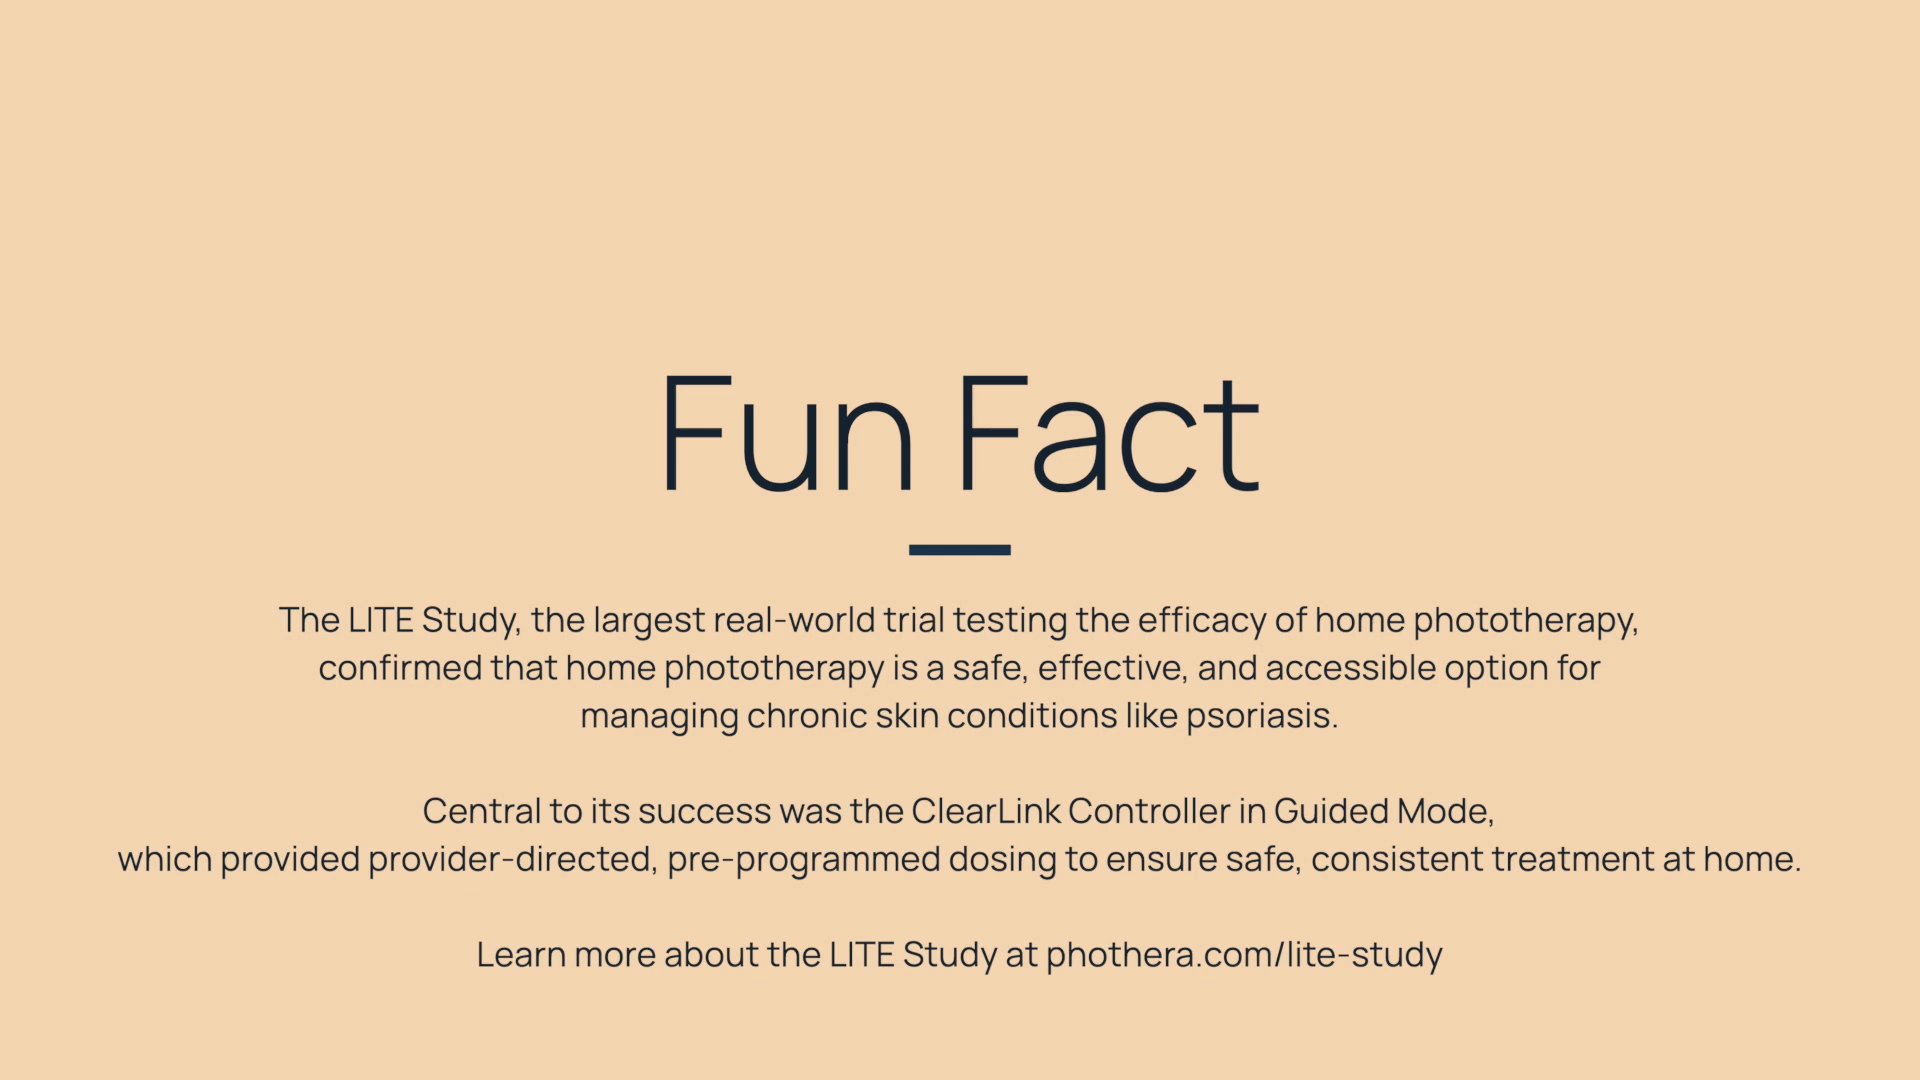 Fun Fact
The LITE Study, the largest real-world trial testing the efficacy of home phototherapy,
confirmed that home phototherapy is a safe, effective, and accessible option for
managing chronic skin conditions like psoriasis.
Central to its success was the ClearLink Controller in Guided Mode,
which provided provider-directed, pre-programmed dosing to ensure safe, consistent treatment at home.
Learn more about the LITE Study at phothera.com/lite-study